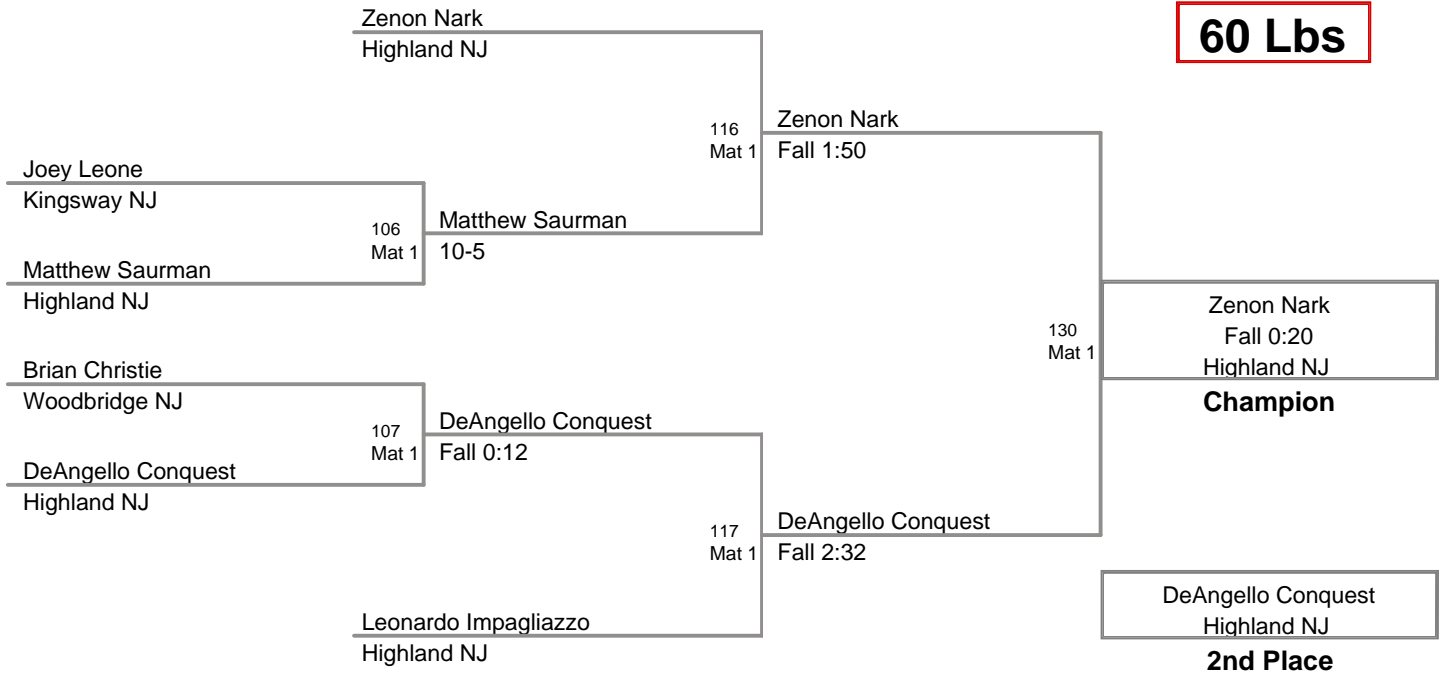 Zenon Nark
Highland NJ
60 Lbs
116
Mat 1
Zenon Nark
Fall 1:50
Joey Leone
Kingsway NJ
106
Mat 1
Matthew Saurman
10-5
Matthew Saurman
Highland NJ
130
Mat 1
Zenon Nark
Fall 0:20
Highland NJ
Champion
Brian Christie
Woodbridge NJ
107
Mat 1
DeAngello Conquest
Fall 0:12
DeAngello Conquest
Highland NJ
117
Mat 1
DeAngello Conquest
Fall 2:32
Leonardo Impagliazzo
Highland NJ
DeAngello Conquest
Highland NJ
2nd Place